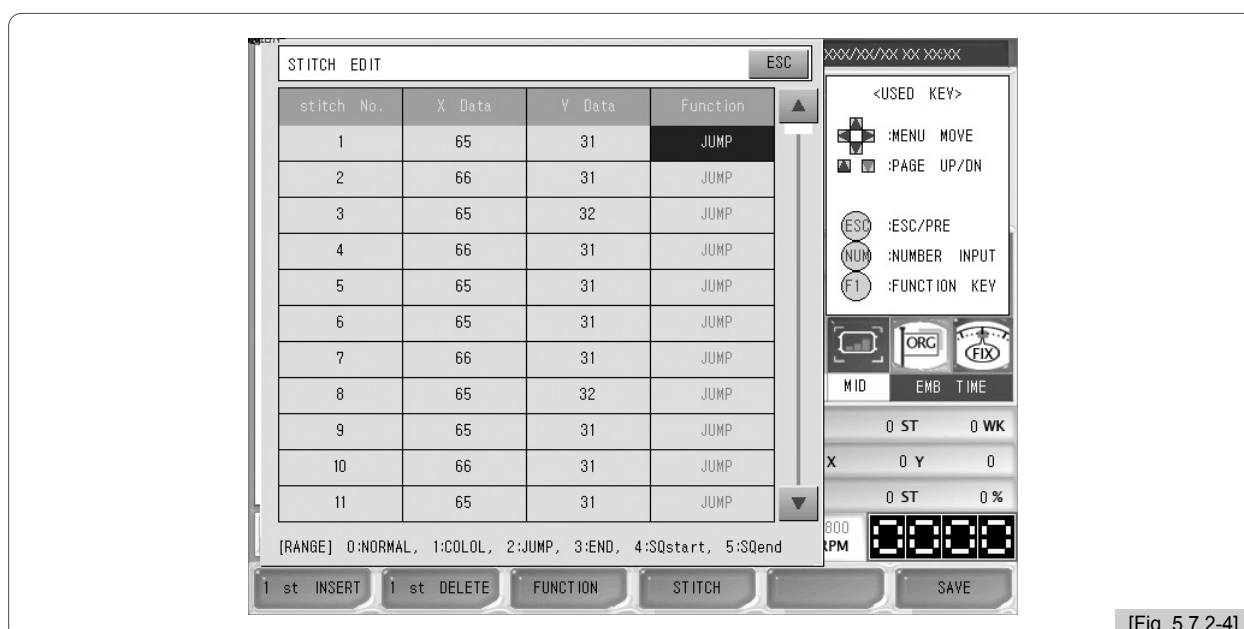 STITCH EDIT ESC
stitch No. X Data Y Data Function
1 65 31 JUMP
2 66 31 JUMP
3 65 32 JUMP
4 66 31 JUMP
5 65 31 JUMP
6 65 31 JUMP
7 66 31 JUMP
8 65 32 JUMP
9 65 31 JUMP
10 66 31 JUMP
11 65 31 JUMP
[RANGE] 0:NORMAL, 1:COLOL, 2:JUMP, 3:END, 4:SQstart, 5:SQend
XXX/XX/XX XX XXXX
<USED KEY>
:MENU MOVE
:PAGE UP/DN
ESC :ESC/PRE
NUM :NUMBER INPUT
F1 :FUNCTION KEY
ORG FIX
MID EMB TIME
0 ST 0 WK
X 0 Y 0
0 ST 0 %
800
RPM 0000
1 st INSERT 1 st DELETE FUNCTION STITCH SAVE
[Fig. 5.7.2-4]